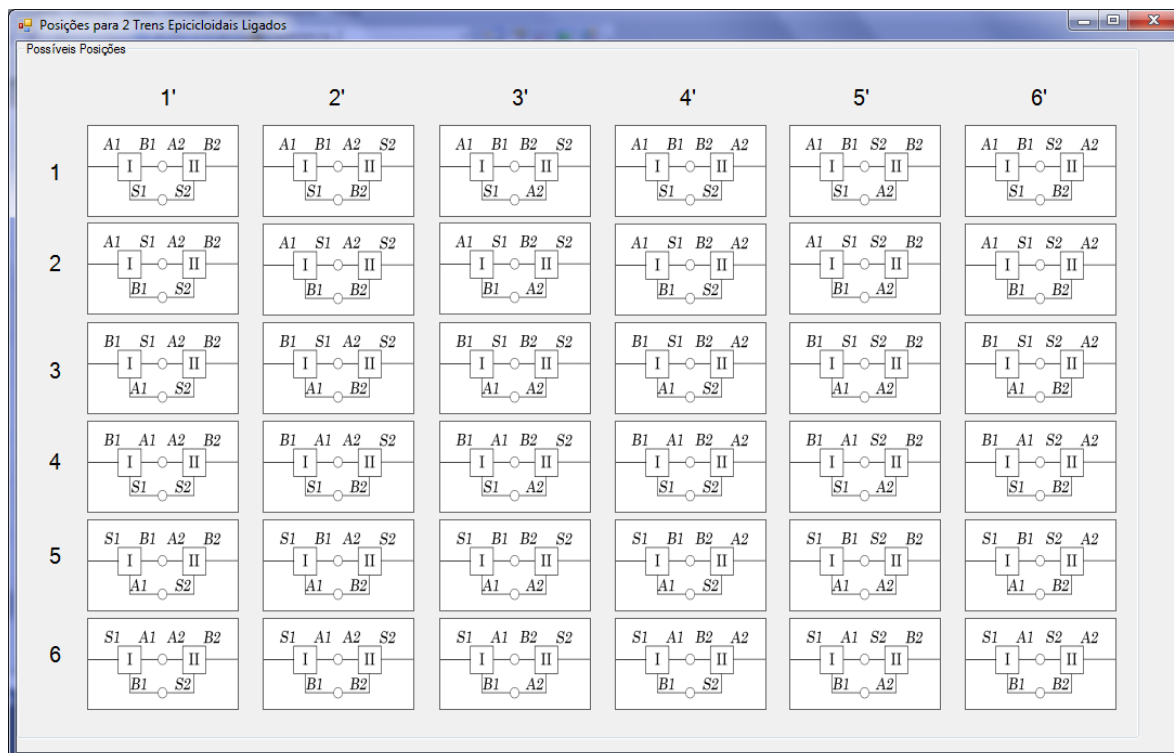 Posições para 2 Trens Epicicloidais Ligados
Possíveis Posições
1' 2' 3' 4' 5' 6'
A1 B1 A2 B2 A1 B1 A2 S2 A1 B1 B2 S2 A1 B1 B2 A2 A1 B1 S2 B2 A1 B1 S2 A2
1 I II I II I II I II I II I II
S1 S2 S1 B2 S1 A2 S1 S2 S1 A2 S1 B2
A1 S1 A2 B2 A1 S1 A2 S2 A1 S1 B2 S2 A1 S1 B2 A2 A1 S1 S2 B2 A1 S1 S2 A2
2 I II I II I II I II I II I II
B1 S2 B1 B2 B1 A2 B1 S2 B1 A2 B1 B2
B1 S1 A2 B2 B1 S1 A2 S2 B1 S1 B2 S2 B1 S1 B2 A2 B1 S1 S2 B2 B1 S1 S2 A2
3 I II I II I II I II I II I II
A1 S2 A1 B2 A1 A2 A1 S2 A1 A2 A1 B2
B1 A1 A2 B2 B1 A1 A2 S2 B1 A1 B2 S2 B1 A1 B2 A2 B1 A1 S2 B2 B1 A1 S2 A2
4 I II I II I II I II I II I II
S1 S2 S1 B2 S1 A2 S1 S2 S1 A2 S1 B2
S1 B1 A2 B2 S1 B1 A2 S2 S1 B1 B2 S2 S1 B1 B2 A2 S1 B1 S2 B2 S1 B1 S2 A2
5 I II I II I II I II I II I II
A1 S2 A1 B2 A1 A2 A1 S2 A1 A2 A1 B2
S1 A1 A2 B2 S1 A1 A2 S2 S1 A1 B2 S2 S1 A1 B2 A2 S1 A1 S2 B2 S1 A1 S2 A2
6 I II I II I II I II I II I II
B1 S2 B1 B2 B1 A2 B1 S2 B1 A2 B1 B2